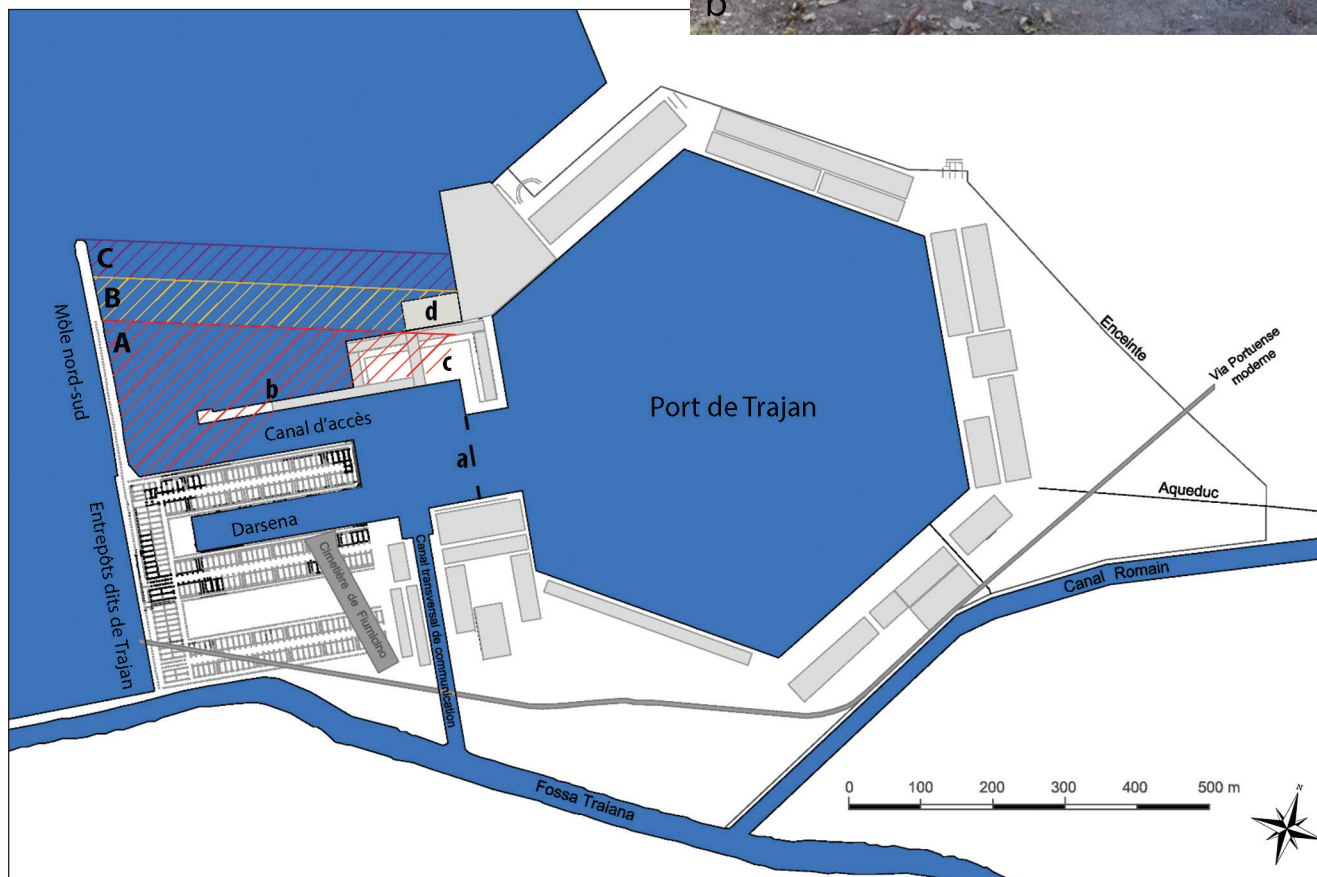 b
C
B
A
Môle nord-sud
d
c
b
Canal d'accès
al
Port de Trajan
Enceinte
Via Portuense
moderne
Aqueduc
Canal Romain
Darsena
Entrepôts dits de Trajan
Cimetière de Fiumicino
Canal transversal de communication
Fossa Traiana
0 100 200 300 400 500 m
N